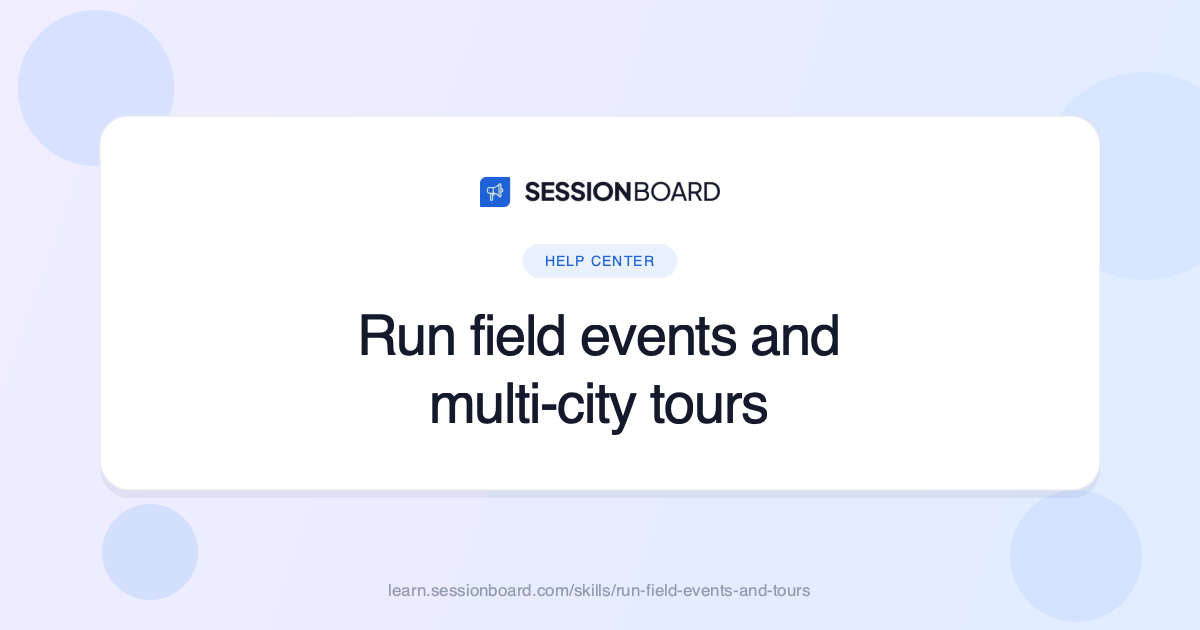 SESSIONBOARD
HELP CENTER
Run field events and
multi-city tours
learn.sessionboard.com/skills/run-field-events-and-tours